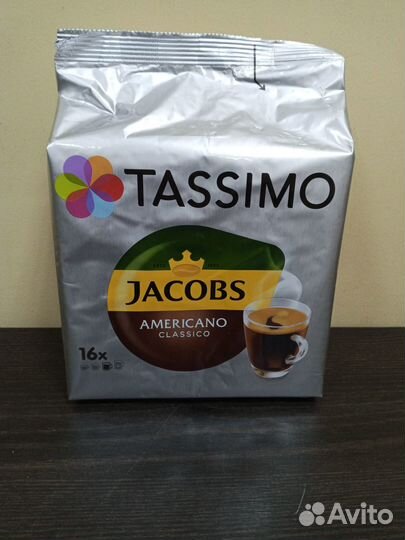 TASSIMO
JACOBS
AMERICANO
CLASSICO
16x
Avito